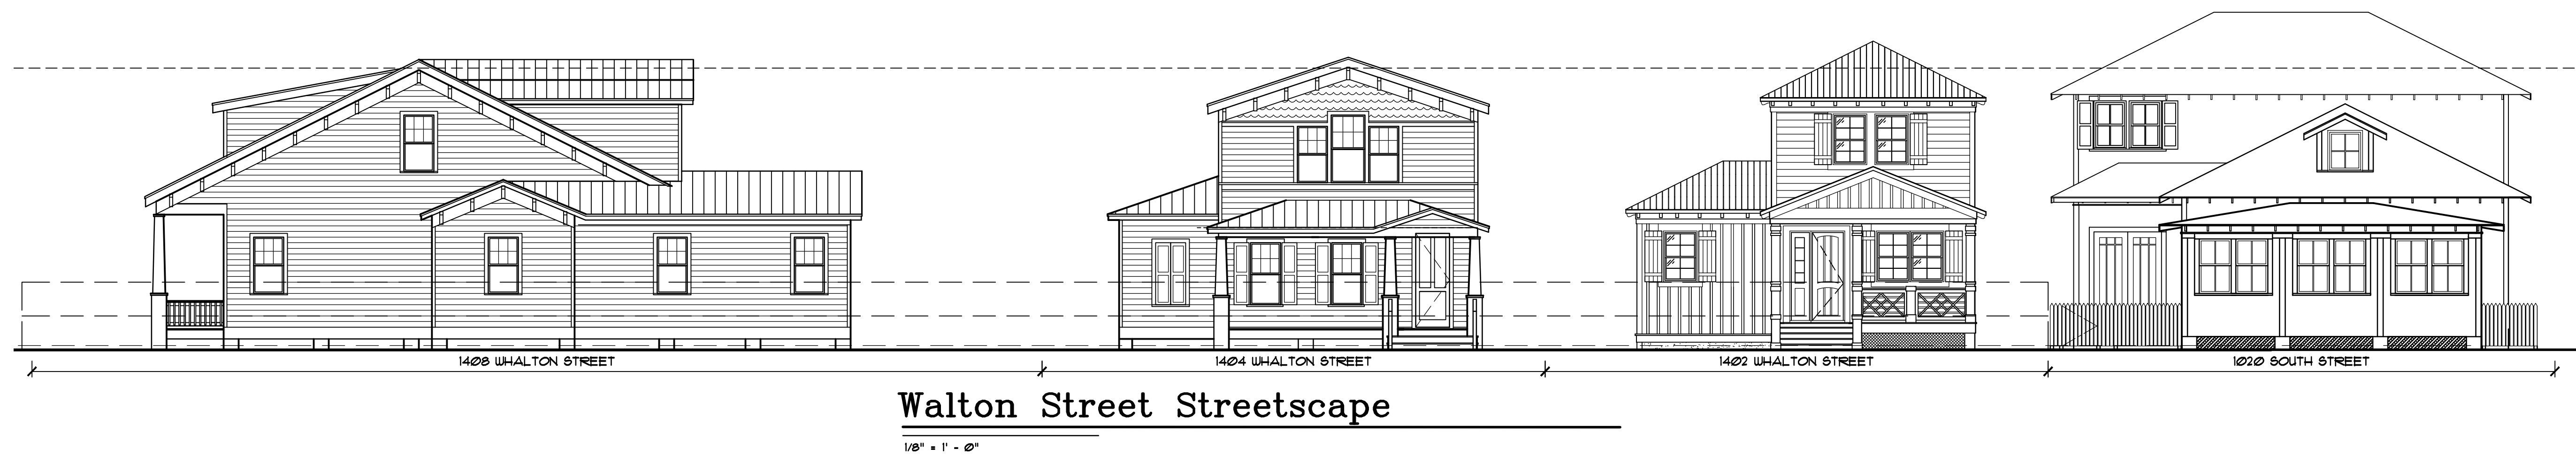 1408 WHALTON STREET
1404 WHALTON STREET
1402 WHALTON STREET
1020 SOUTH STREET
Walton Street Streetscape
1/8" = 1' - 0"